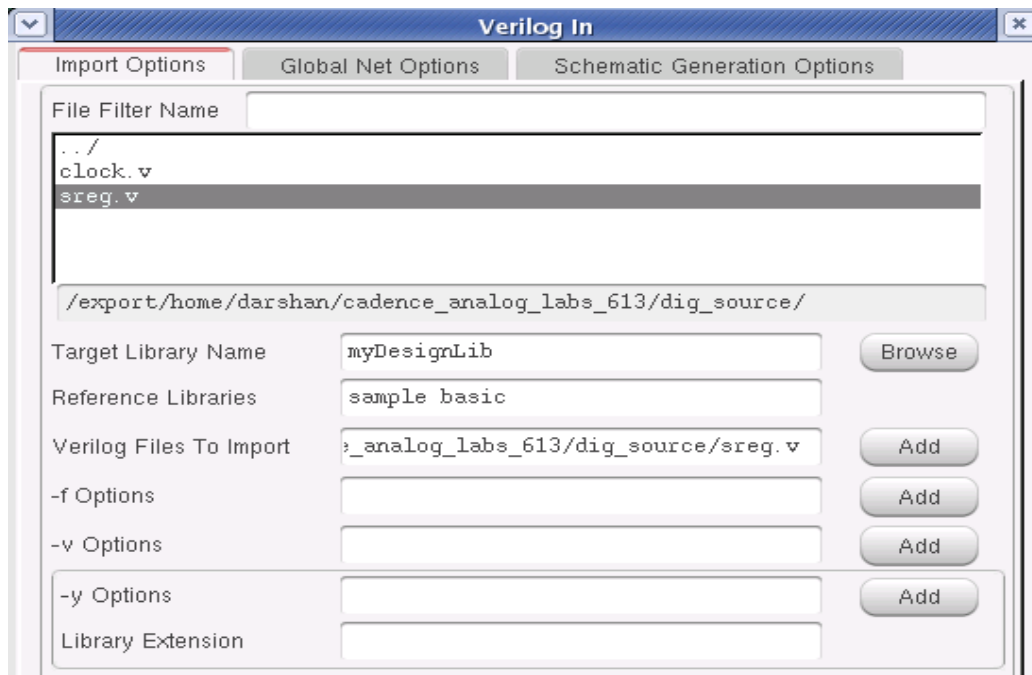 Verilog In
Import Options Global Net Options Schematic Generation Options
File Filter Name
../
clock.v
sreg.v
/export/home/darshan/cadence_analog_labs_613/dig_source/
Target Library Name myDesignLib Browse
Reference Libraries sample basic
Verilog Files To Import _analog_labs_613/dig_source/sreg.v Add
-f Options Add
-v Options Add
-y Options Add
Library Extension